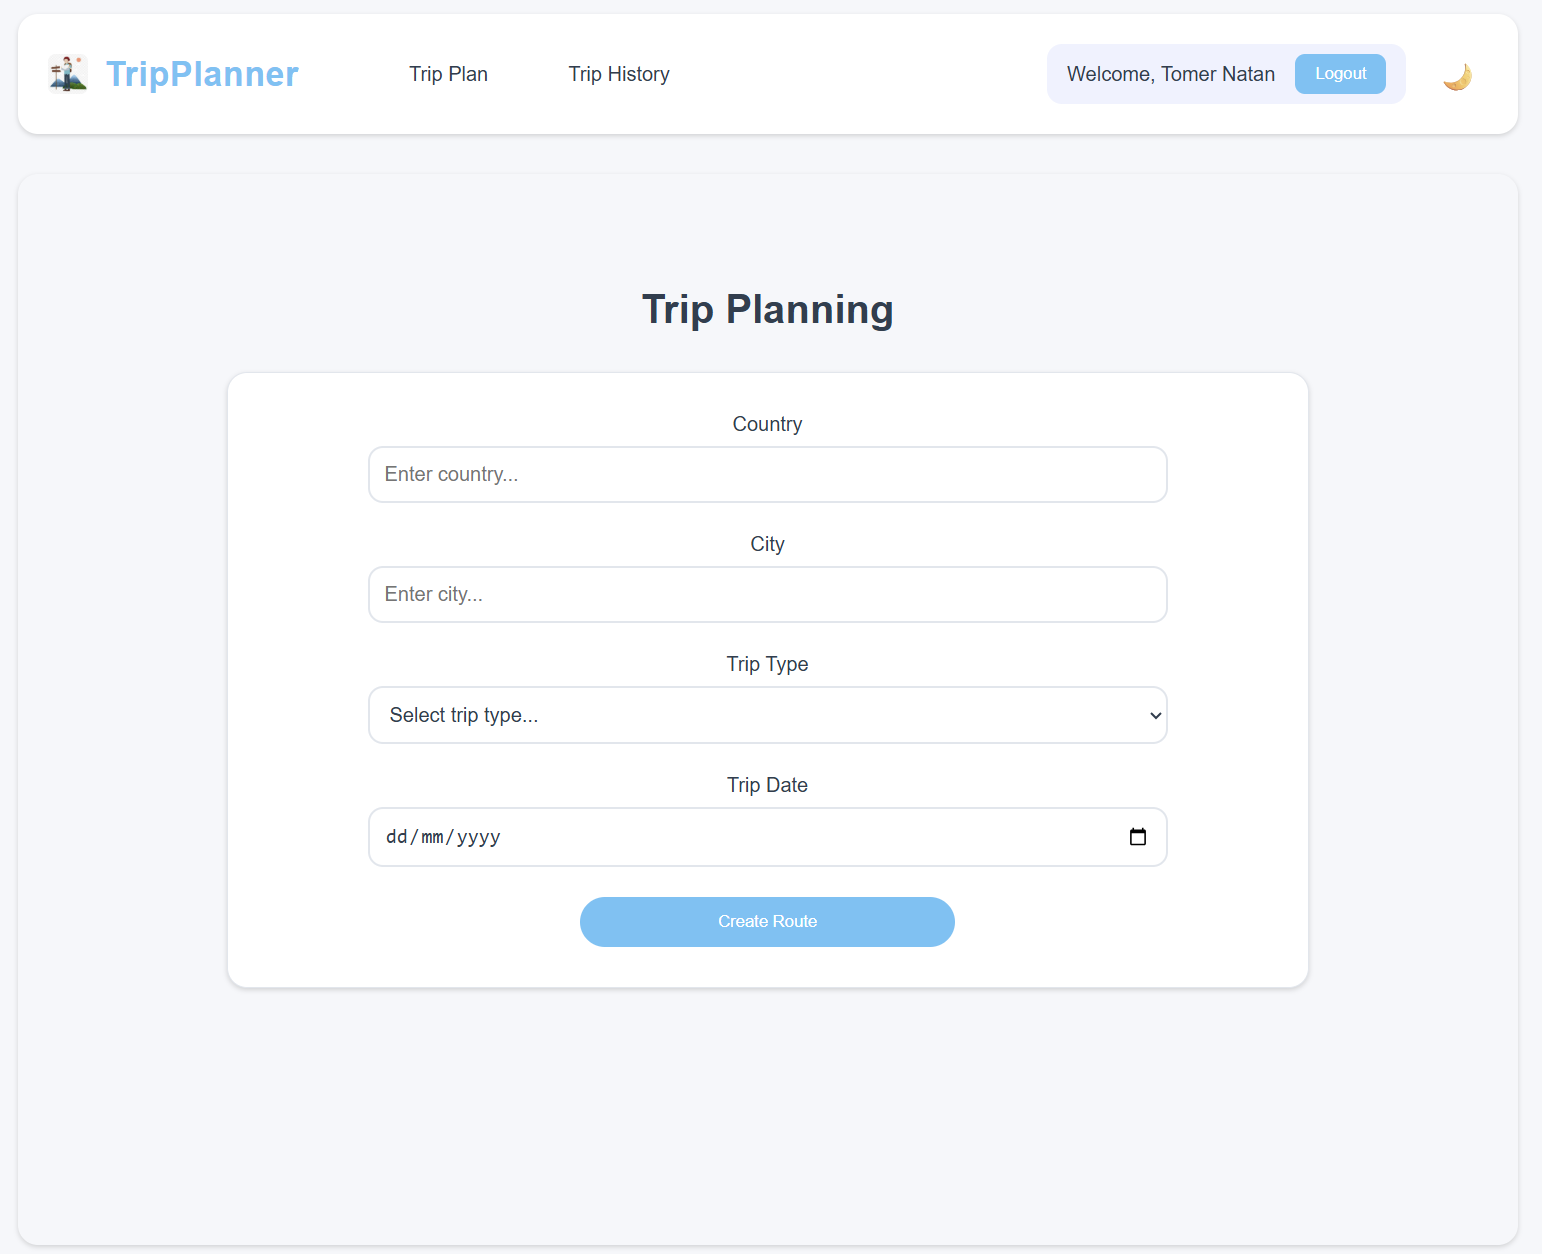 TripPlanner
Trip Plan
Trip History
Welcome, Tomer Natan
Logout
Trip Planning
Country
Enter country...
City
Enter city...
Trip Type
Select trip type...
Trip Date
dd/mm/yyyy
Create Route